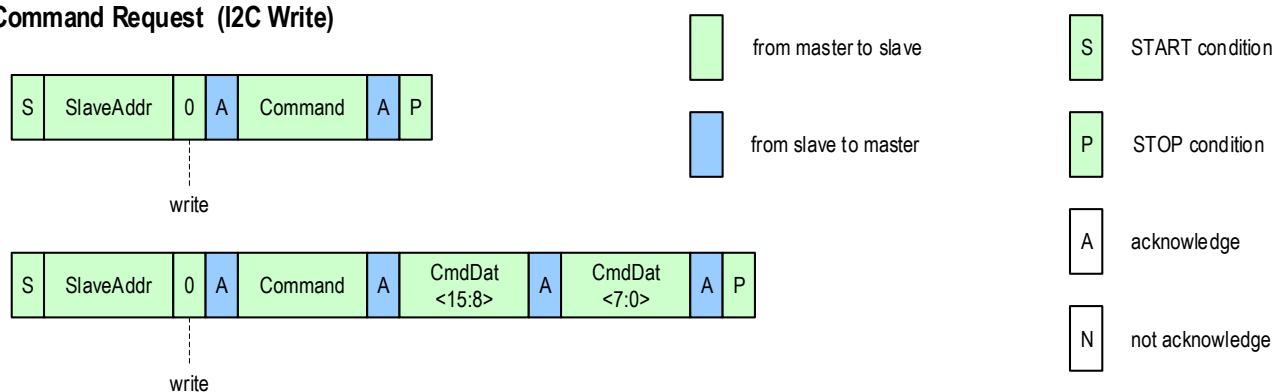 Command Request (I2C Write)
from master to slave
S START condition
S SlaveAddr 0 A Command A P
from slave to master
P STOP condition
write
A acknowledge
S SlaveAddr 0 A Command A CmdDat <15:8> A CmdDat <7:0> A P
N not acknowledge
write